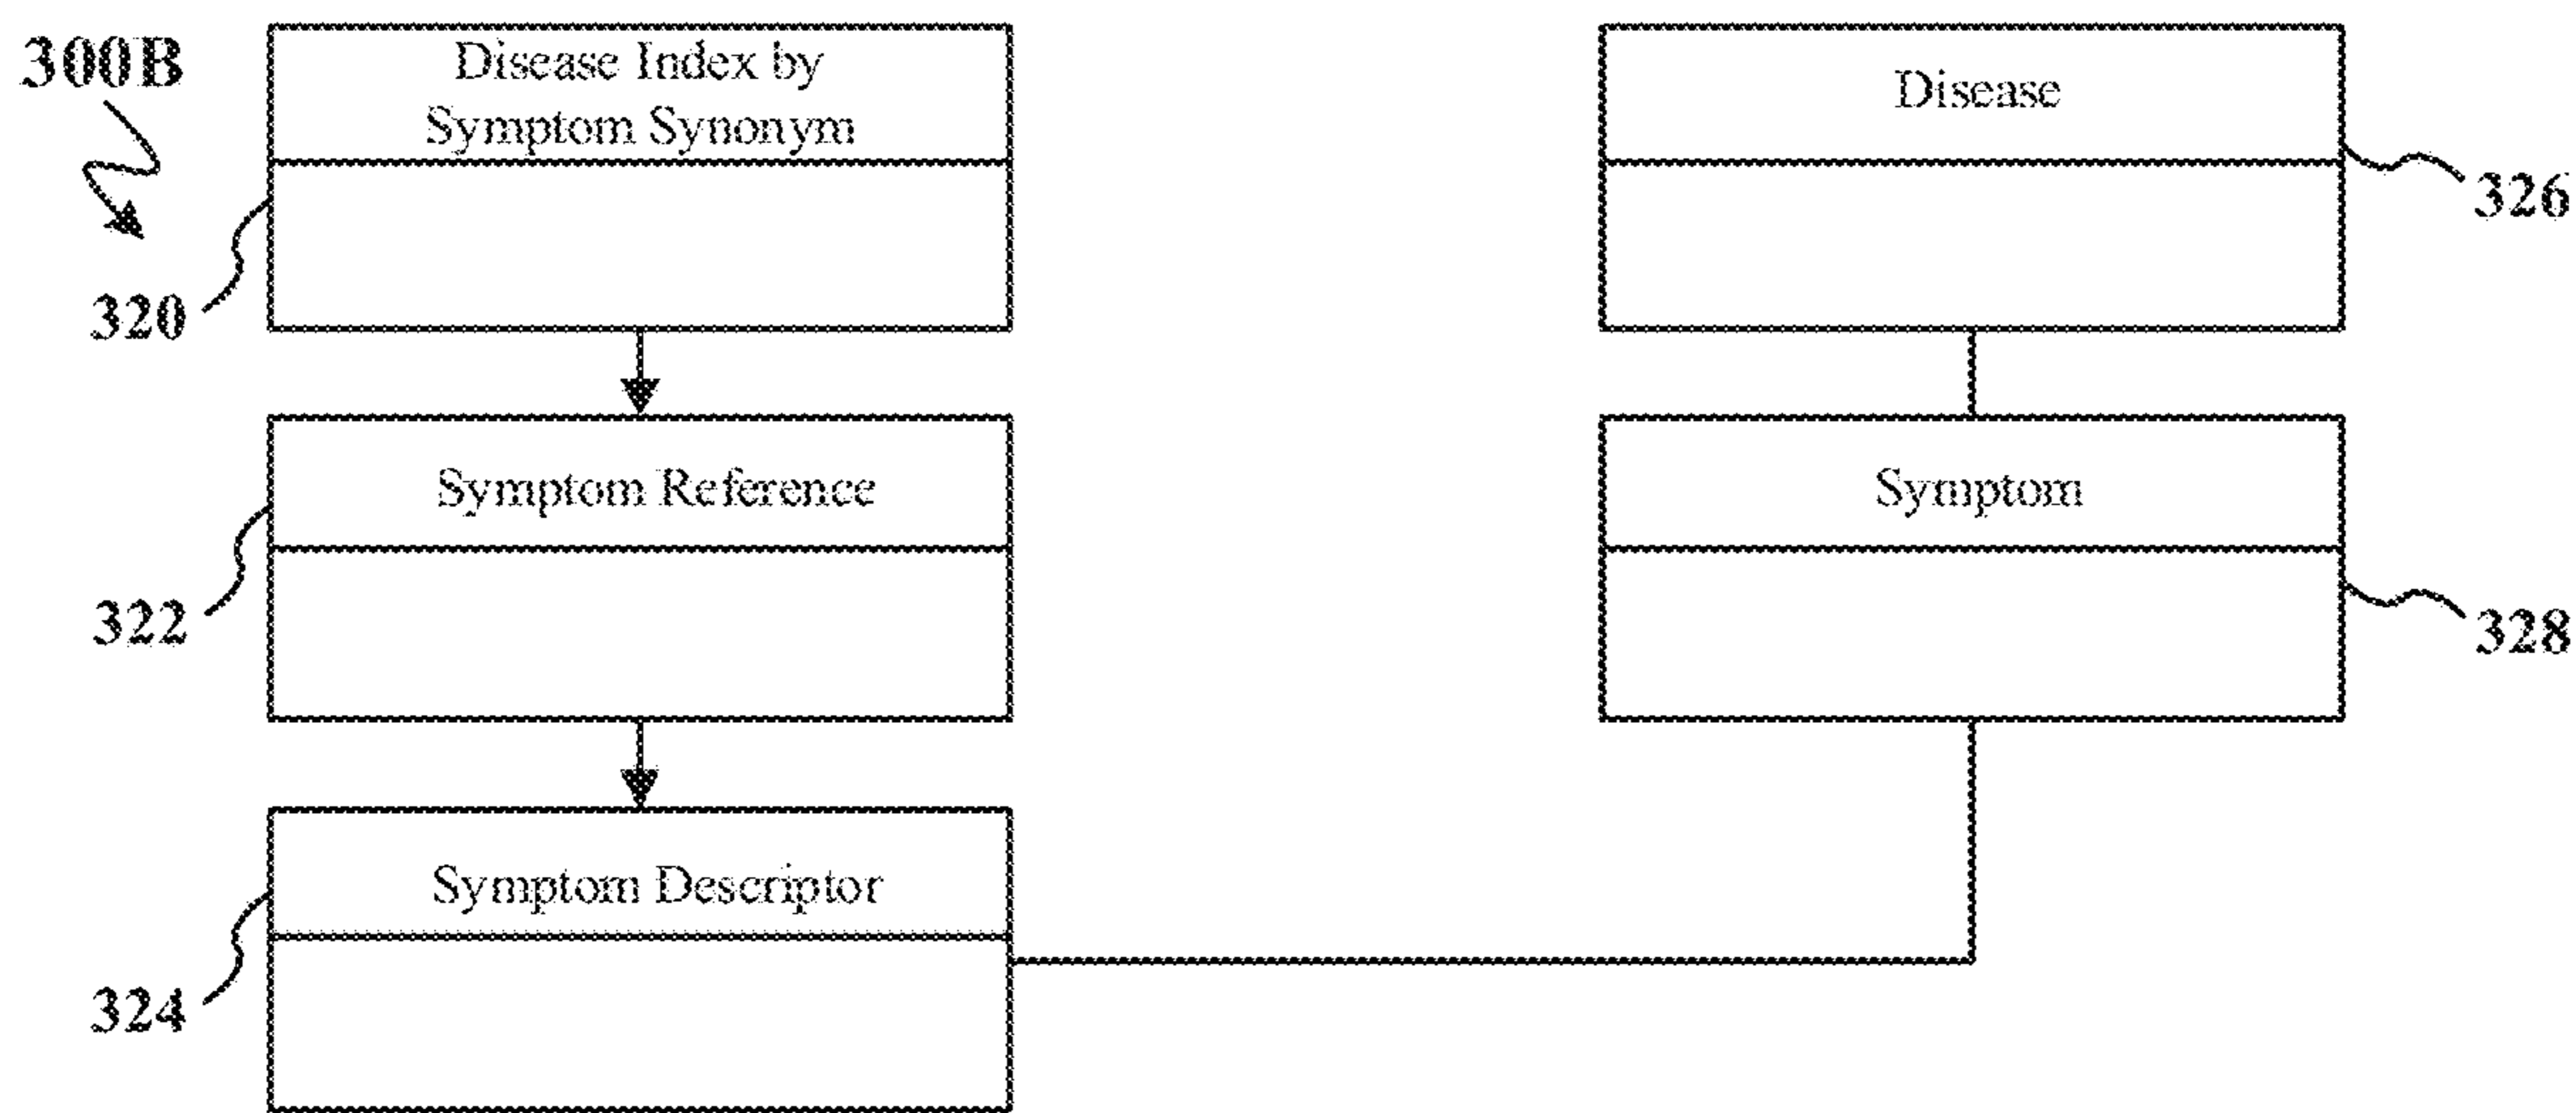 300B
Disease Index by
Symptom Synonym
320
Disease
326
Symptom Reference
322
Symptom
328
Symptom Descriptor
324